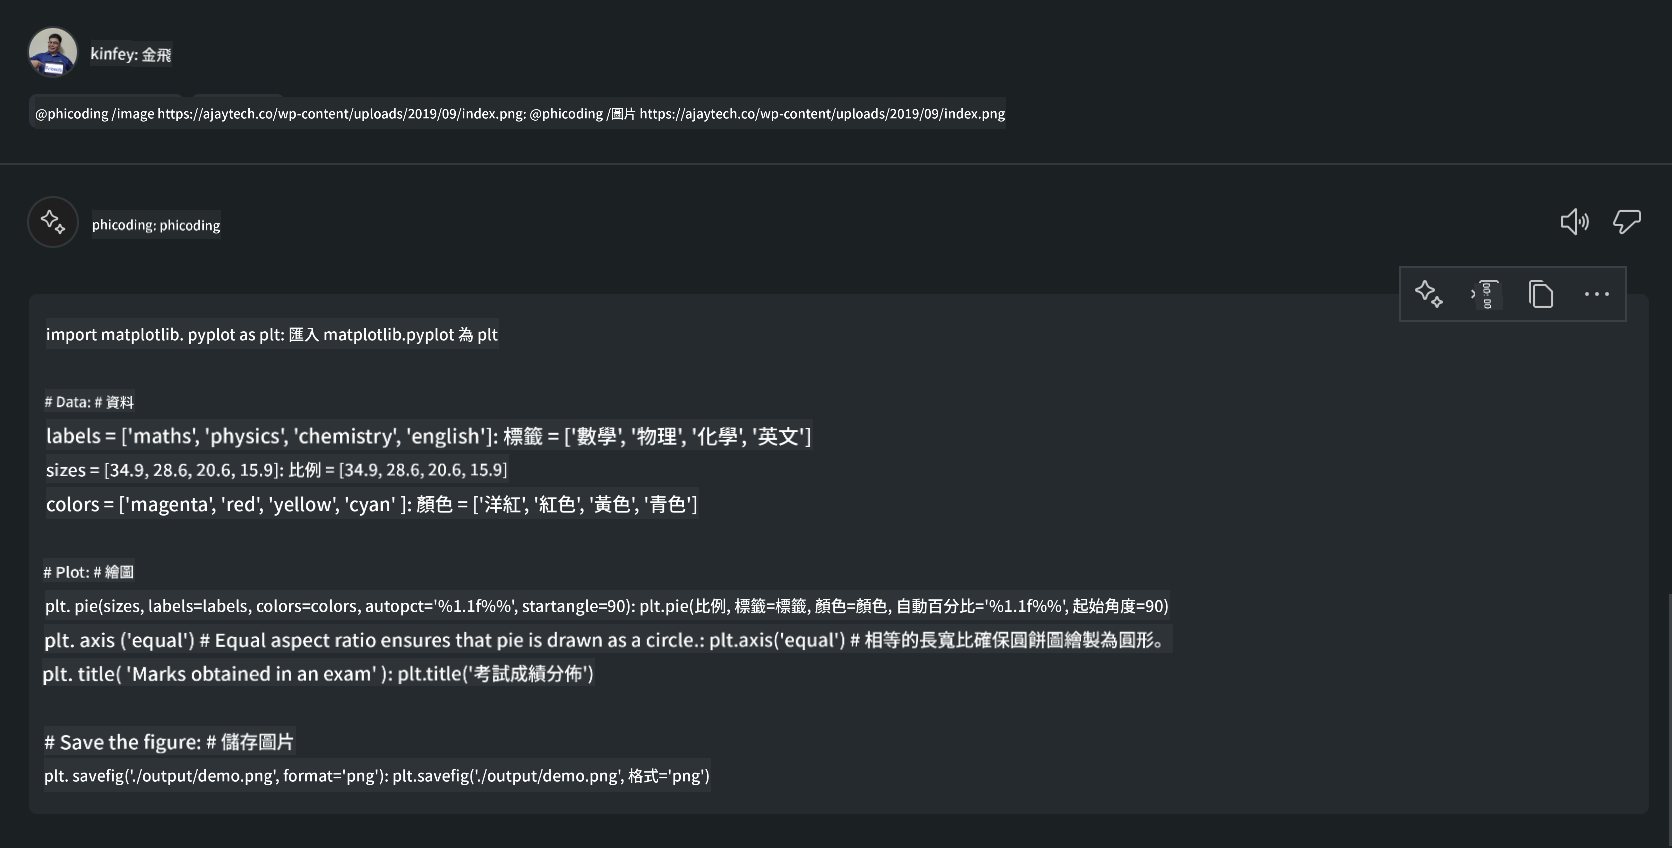 kinfey: 金飛
@phicoding /image https://ajaytech.co/wp-content/uploads/2019/09/index.png: @phicoding /圖片 https://ajaytech.co/wp-content/uploads/2019/09/index.png
phicoding: phicoding
import matplotlib. pyplot as plt: 匯入 matplotlib.pyplot 為 plt
# Data: # 資料
labels = ['maths', 'physics', 'chemistry', 'english']: 標籤 = ['數學', '物理', '化學', '英文']
sizes = [34.9, 28.6, 20.6, 15.9]: 比例 = [34.9, 28.6, 20.6, 15.9]
colors = ['magenta', 'red', 'yellow', 'cyan' ]: 顏色 = ['洋紅', '紅色', '黃色', '青色']
# Plot: # 繪圖
plt. pie(sizes, labels=labels, colors=colors, autopct='%1.1f%%', startangle=90): plt.pie(比例, 標籤=標籤, 顏色=顏色, 自動百分比='%1.1f%%', 起始角度=90)
plt. axis ('equal') # Equal aspect ratio ensures that pie is drawn as a circle.: plt.axis('equal') # 相等的長寬比確保圓餅圖繪製為圓形。
plt. title( 'Marks obtained in an exam' ): plt.title('考試成績分佈')
# Save the figure: # 儲存圖片
plt. savefig('./output/demo.png', format='png'): plt.savefig('./output/demo.png', 格式='png')